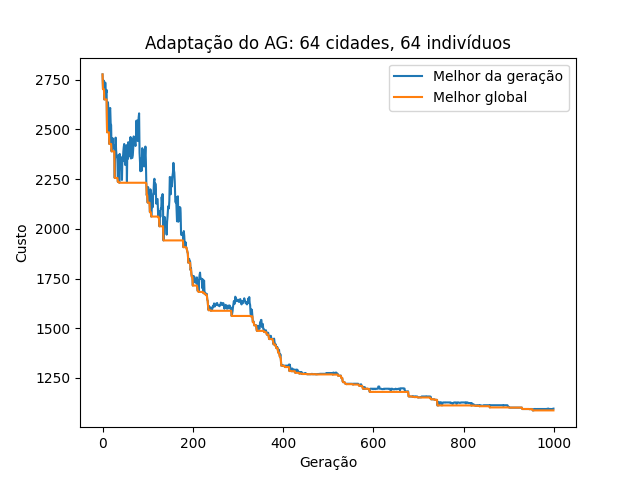 Adaptação do AG: 64 cidades, 64 indivíduos
Melhor da geração
Melhor global
Custo
2750
2500
2250
2000
1750
1500
1250
0 200 400 600 800 1000
Geração